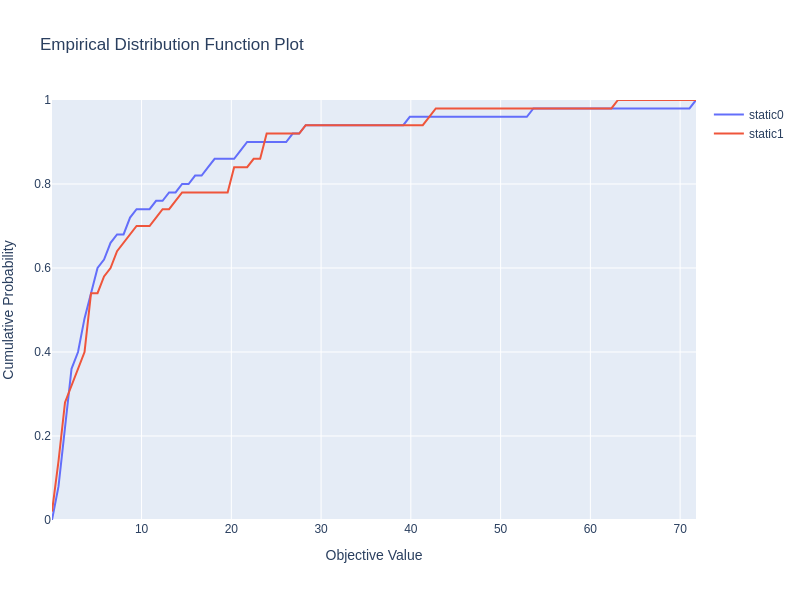 Empirical Distribution Function Plot
1
0.8
0.6
0.4
0.2
0
10 20 30 40 50 60 70
Cumulative Probability
Objective Value
static0
static1